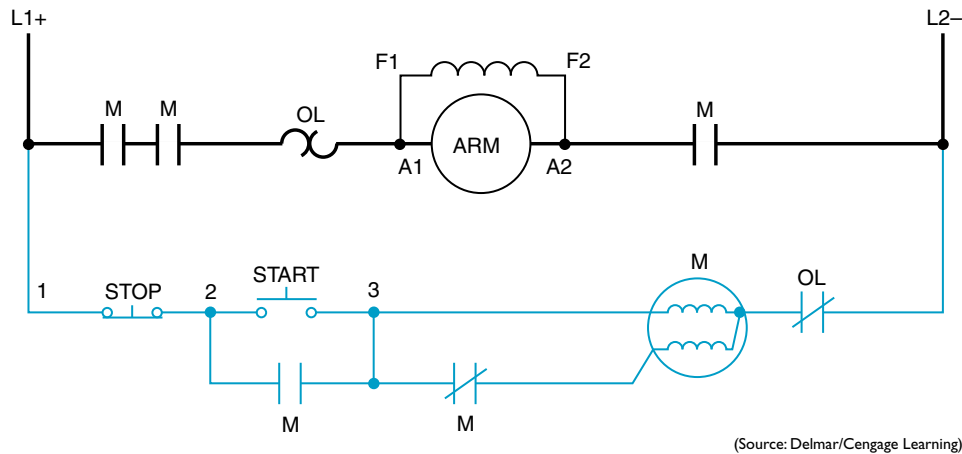 L1+ L2–
F1 F2
M M OL M
A1 ARM A2
M
START OL
1 STOP 2 3
M M
(Source: Delmar/Cengage Learning)